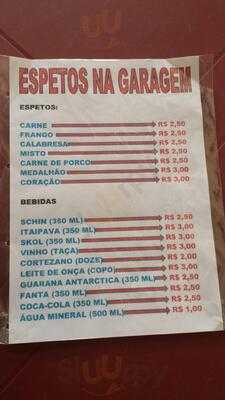 ESPETOS NA GARAGEM
ESPETOS:
CARNE R$ 2,50
FRANGO R$ 2,50
CALABRESA R$ 2,50
MISTO R$ 2,50
CARNE DE PORCO R$ 2,50
MEDALHÃO R$ 3,00
CORAÇÃO R$ 3,00
BEBIDAS
SCHIN (350 ML) R$ 2,50
ITAIPAVA (350 ML) R$ 3,00
SKOL (350 ML) R$ 3,00
VINHO (TAÇA) R$ 3,00
CORTEZANO (DOZE) R$ 2,00
LEITE DE ONÇA (COPO) R$ 3,00
GUARANA ANTARCTICA (350 ML) R$ 2,50
FANTA (350 ML) R$ 2,50
COCA-COLA (350 ML) R$ 2,50
ÁGUA MINERAL (500 ML) R$ 1,00